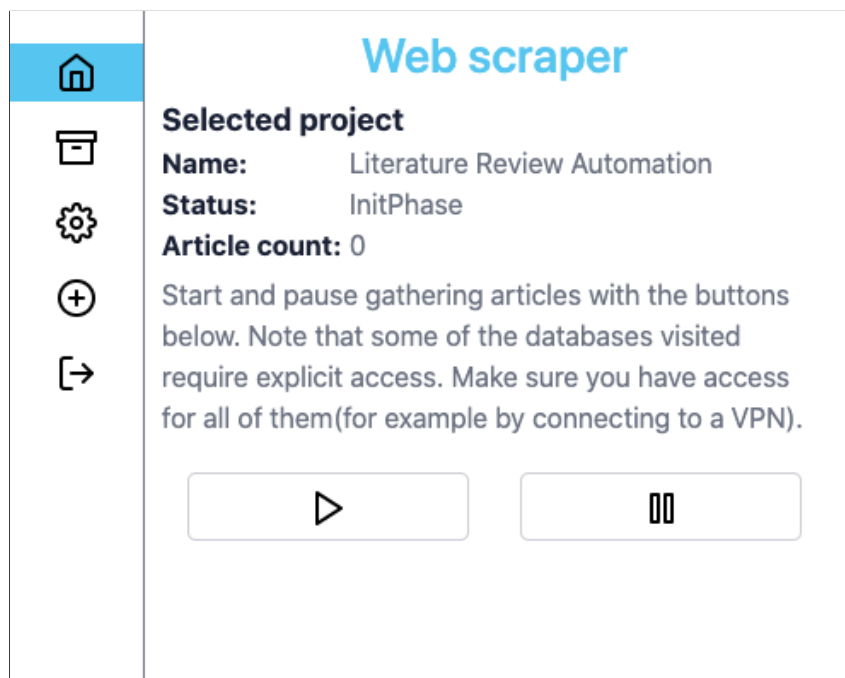 Web scraper
Selected project
Name: Literature Review Automation
Status: InitPhase
Article count: 0
Start and pause gathering articles with the buttons
below. Note that some of the databases visited
require explicit access. Make sure you have access
for all of them(for example by connecting to a VPN).